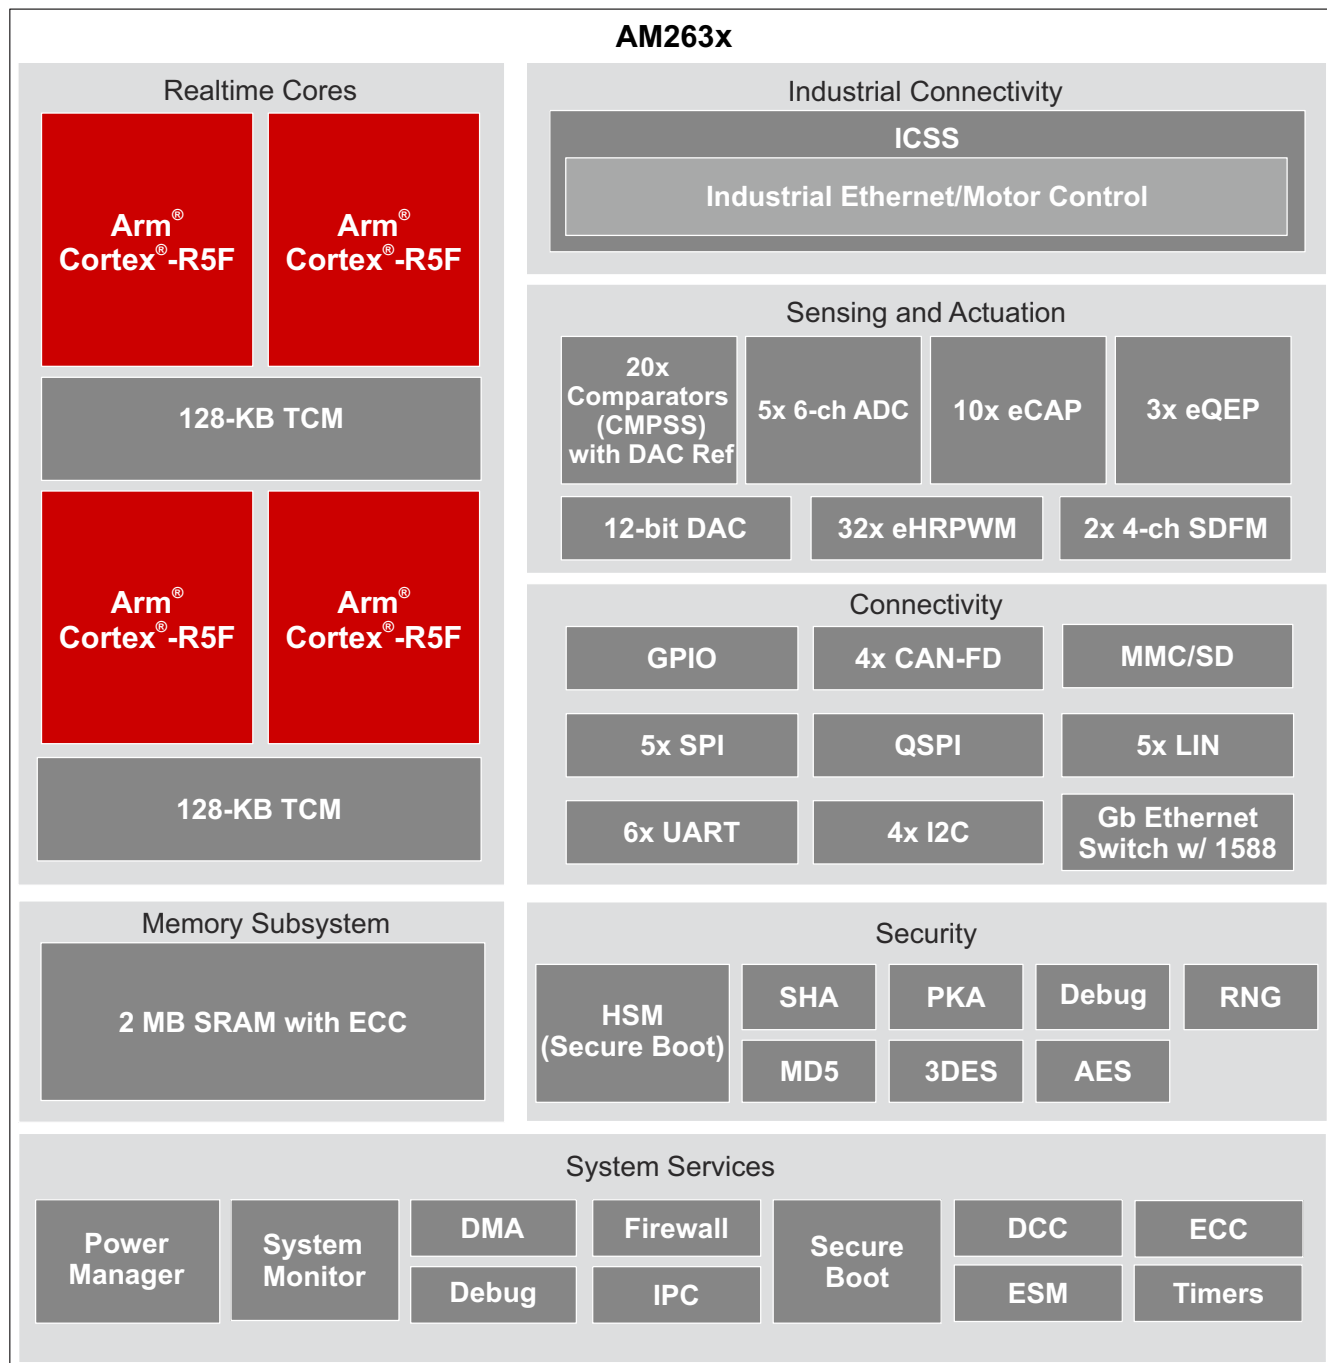 AM263x
Realtime Cores
Arm®
Cortex®-R5F
Arm®
Cortex®-R5F
128-KB TCM
Arm®
Cortex®-R5F
Arm®
Cortex®-R5F
128-KB TCM
Memory Subsystem
2 MB SRAM with ECC
Industrial Connectivity
ICSS
Industrial Ethernet/Motor Control
Sensing and Actuation
20x
Comparators
(CMPSS)
with DAC Ref
5x 6-ch ADC
10x eCAP
3x eQEP
12-bit DAC
32x eHRPWM
2x 4-ch SDFM
Connectivity
GPIO
4x CAN-FD
MMC/SD
5x SPI
QSPI
5x LIN
6x UART
4x I2C
Gb Ethernet
Switch w/ 1588
Security
HSM
(Secure Boot)
SHA
PKA
Debug
RNG
MD5
3DES
AES
System Services
Power
Manager
System
Monitor
DMA
Debug
Firewall
IPC
Secure
Boot
DCC
ESM
ECC
Timers